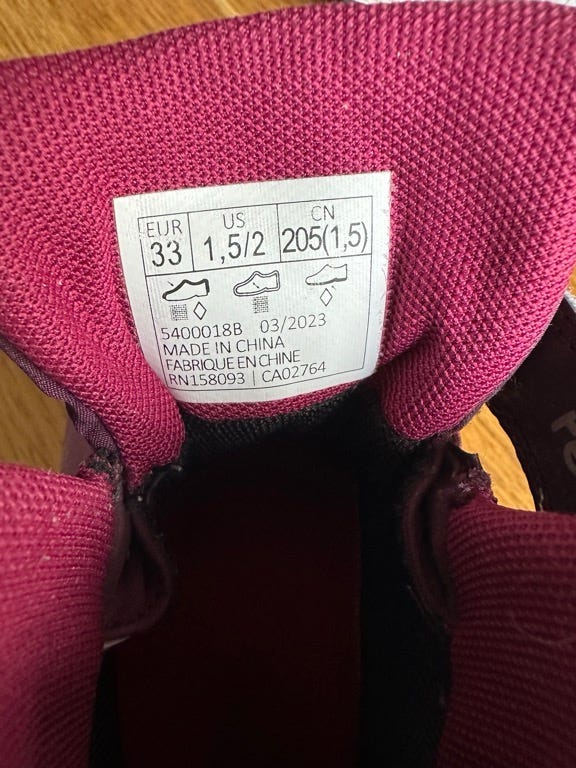 EUR US CN
33 1,5/2 205(1,5)
5400018B 03/2023
MADE IN CHINA
FABRIQUE EN CHINE
RN158093 | CA02764